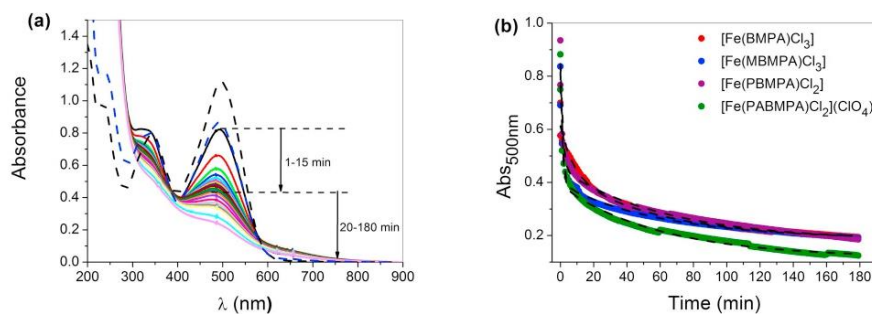 (a)
1.4
1.2
1.0
0.8
0.6
0.4
0.2
0.0
Absorbance
1-15 min
20-180 min
200 300 400 500 600 700 800 900
λ (nm)
(b)
1.0
0.8
0.6
0.4
0.2
Abs500nm
[Fe(BMPA)Cl3]
[Fe(MBMPA)Cl3]
[Fe(PBMPA)Cl2]
[Fe(PABMPA)Cl2](ClO4)
0 20 40 60 80 100 120 140 160 180
Time (min)